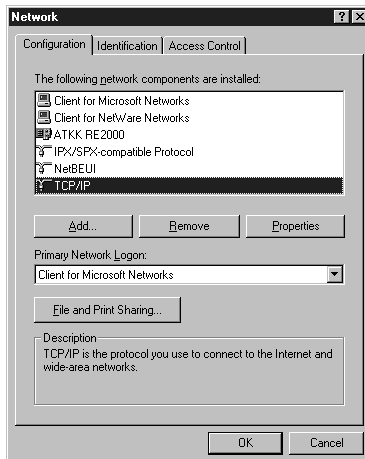 Network
Configuration Identification Access Control
The following network components are installed:
Client for Microsoft Networks
Client for NetWare Networks
ATKK RE2000
IPX/SPX-compatible Protocol
NetBEUI
TCP/IP
Add... Remove Properties
Primary Network Logon:
Client for Microsoft Networks
File and Print Sharing...
Description
TCP/IP is the protocol you use to connect to the Internet and
wide-area networks.
OK Cancel